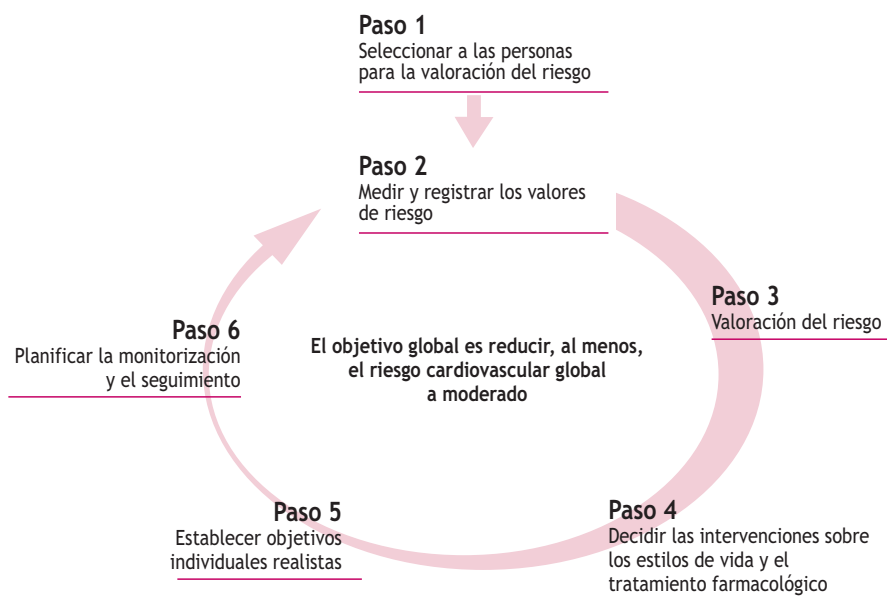 Paso 1
Seleccionar a las personas
para la valoración del riesgo
Paso 2
Medir y registrar los valores
de riesgo
Paso 3
Valoración del riesgo
Paso 4
Decidir las intervenciones sobre
los estilos de vida y el
tratamiento farmacológico
Paso 5
Establecer objetivos
individuales realistas
Paso 6
Planificar la monitorización
y el seguimiento
El objetivo global es reducir, al menos,
el riesgo cardiovascular global
a moderado